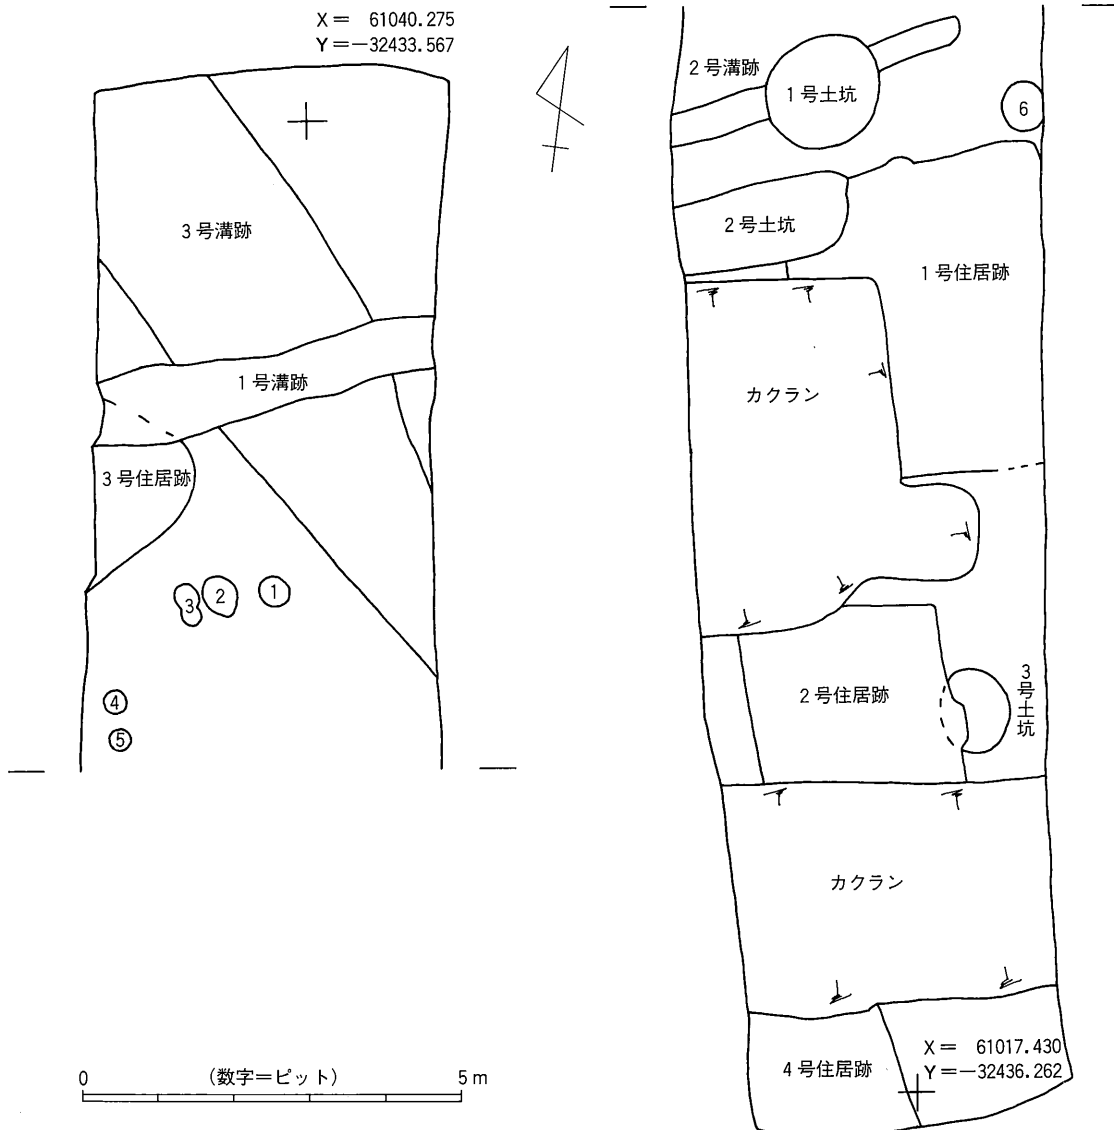 X＝ 61040.275
Y＝－32433.567
3号溝跡
1号溝跡
3号住居跡
3
2
1
4
5
0
(数字＝ピット)
5m
2号溝跡
1号土坑
6
2号土坑
1号住居跡
カクラン
2号住居跡
3号土坑
カクラン
4号住居跡
X＝ 61017.430
Y＝－32436.262